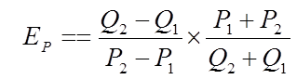 E_P == \frac{Q_2 - Q_1}{P_2 - P_1} \times \frac{P_1 + P_2}{Q_2 + Q_1}